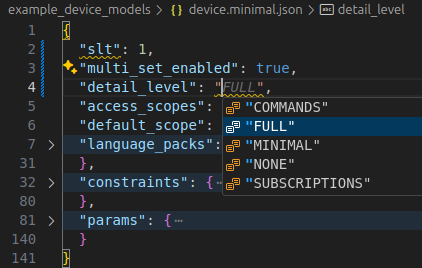 example_device_models > {} device.minimal.json > abc detail_level
1 {
2 "slt": 1,
3 "multi_set_enabled": true,
4 "detail_level": "FULL",
5 "access_scopes":
6 "default_scope":
7 > "language_packs":
31 },
32 > "constraints": {⋯
80 },
81 > "params": {⋯
140 }
141 }
"COMMANDS"
"FULL"
"MINIMAL"
"NONE"
"SUBSCRIPTIONS"